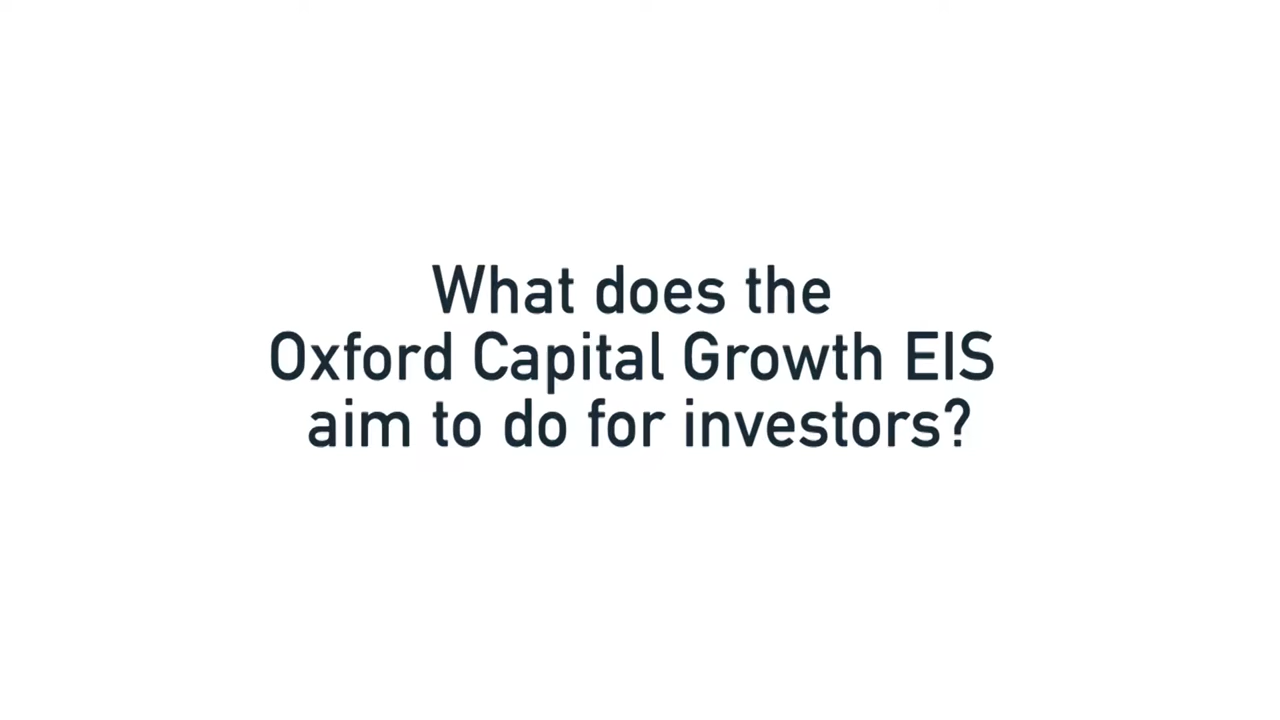 What does the
Oxford Capital Growth EIS
aim to do for investors?